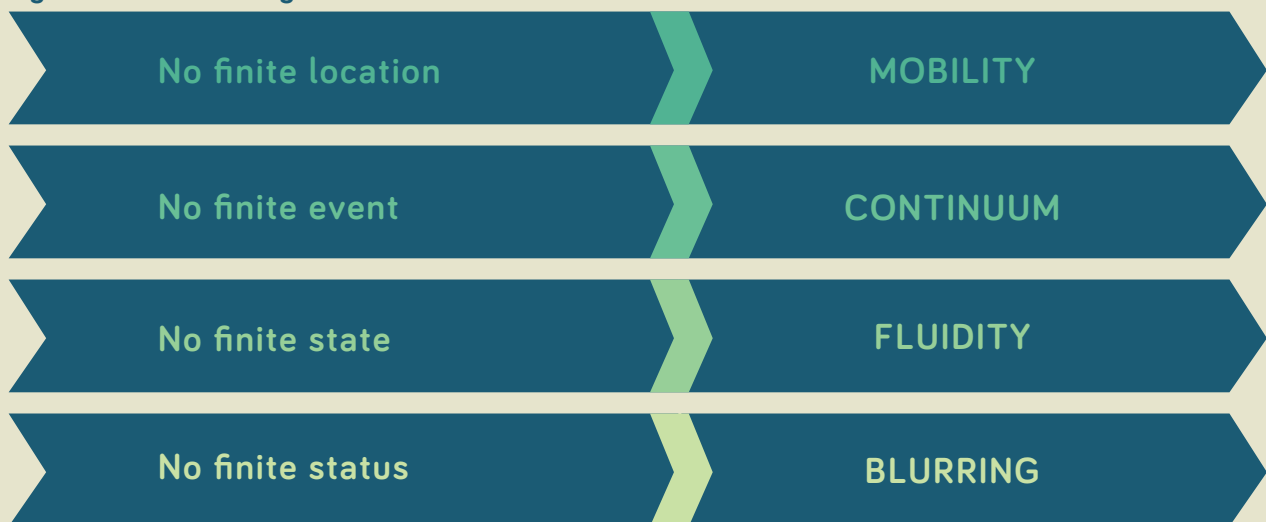 No finite location
MOBILITY
No finite event
CONTINUUM
No finite state
FLUIDITY
No finite status
BLURRING